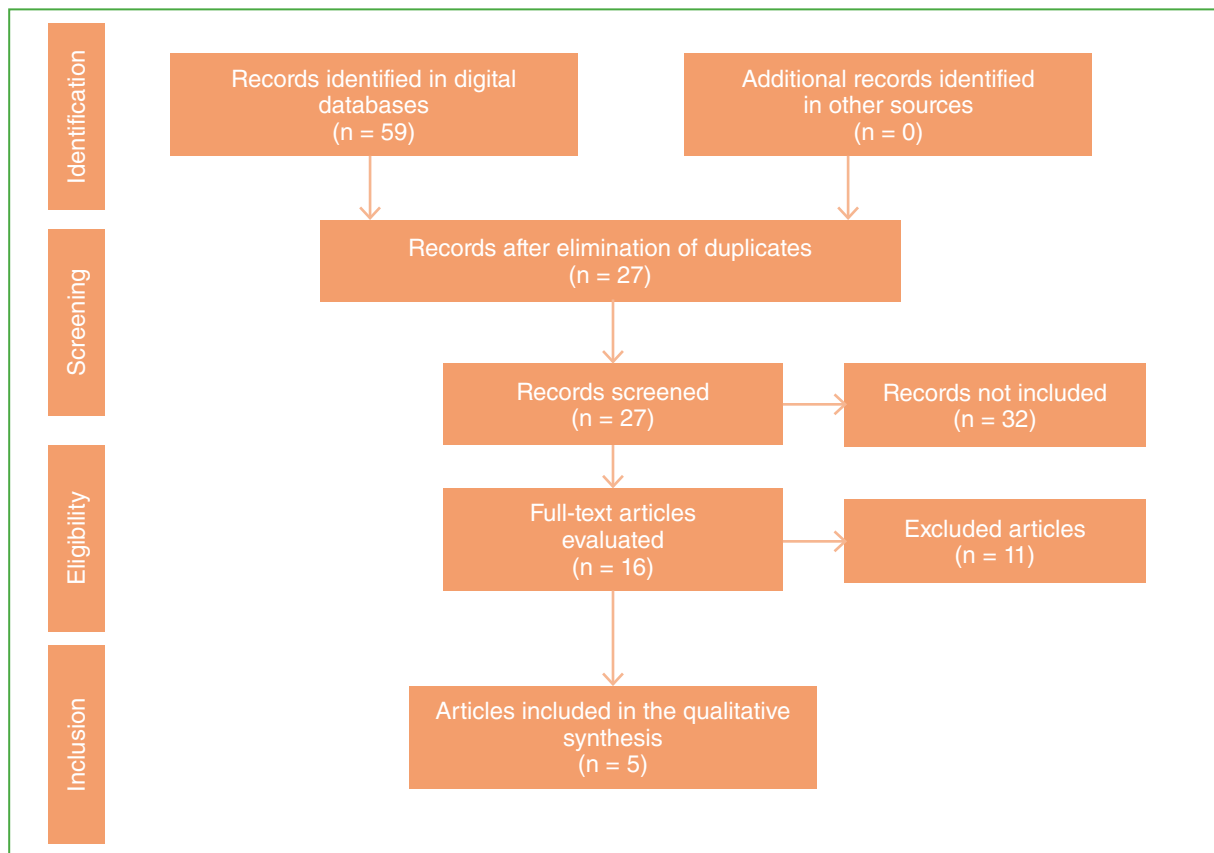 Identification
Records identified in digital
databases
(n = 59)
Additional records identified
in other sources
(n = 0)
Screening
Records after elimination of duplicates
(n = 27)
Records screened
(n = 27)
Records not included
(n = 32)
Eligibility
Full-text articles
evaluated
(n = 16)
Excluded articles
(n = 11)
Inclusion
Articles included in the qualitative
synthesis
(n = 5)